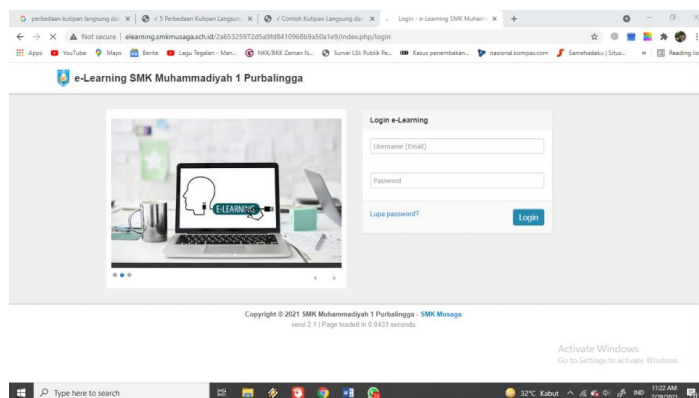 perbedaan kutipan langsung dan
√ 5 Perbedaan Kutipan Langsung
√ Contoh Kutipan Langsung dan
Login - e-Learning SMK Muham
Not secure | elearning.smkmusaga.sch.id/2a65325972d5a9fd8410968b9a50a1e9/index.php/login
Apps YouTube Maps Berita Lagu Tegalan - Man... NKK/BKK Zaman N... Survei LSI: Publik Pe... Kasus penembakan... nasional.kompas.com Samehadaku | Situs... » Reading list
e-Learning SMK Muhammadiyah 1 Purbalingga
Login e-Learning
Username (Email)
Password
Lupa password?
Login
E-LEARNING
Copyright © 2021 SMK Muhammadiyah 1 Purbalingga - SMK Musaga
versi 2.1 | Page loaded in 0.0433 seconds.
Activate Windows
Go to Settings to activate Windows.
Type here to search
32°C Kabut
IND
11:22 AM